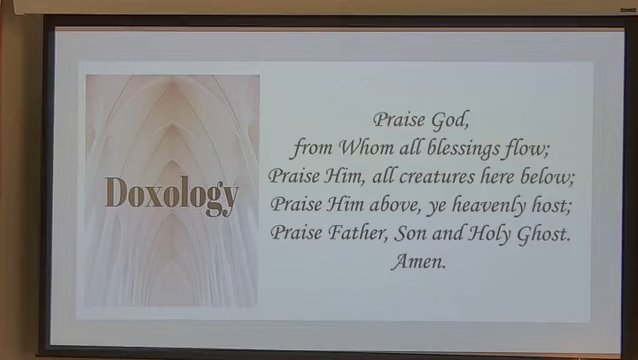 Doxology
Praise God,
from Whom all blessings flow;
Praise Him, all creatures here below;
Praise Him above, ye heavenly host;
Praise Father, Son and Holy Ghost.
Amen.